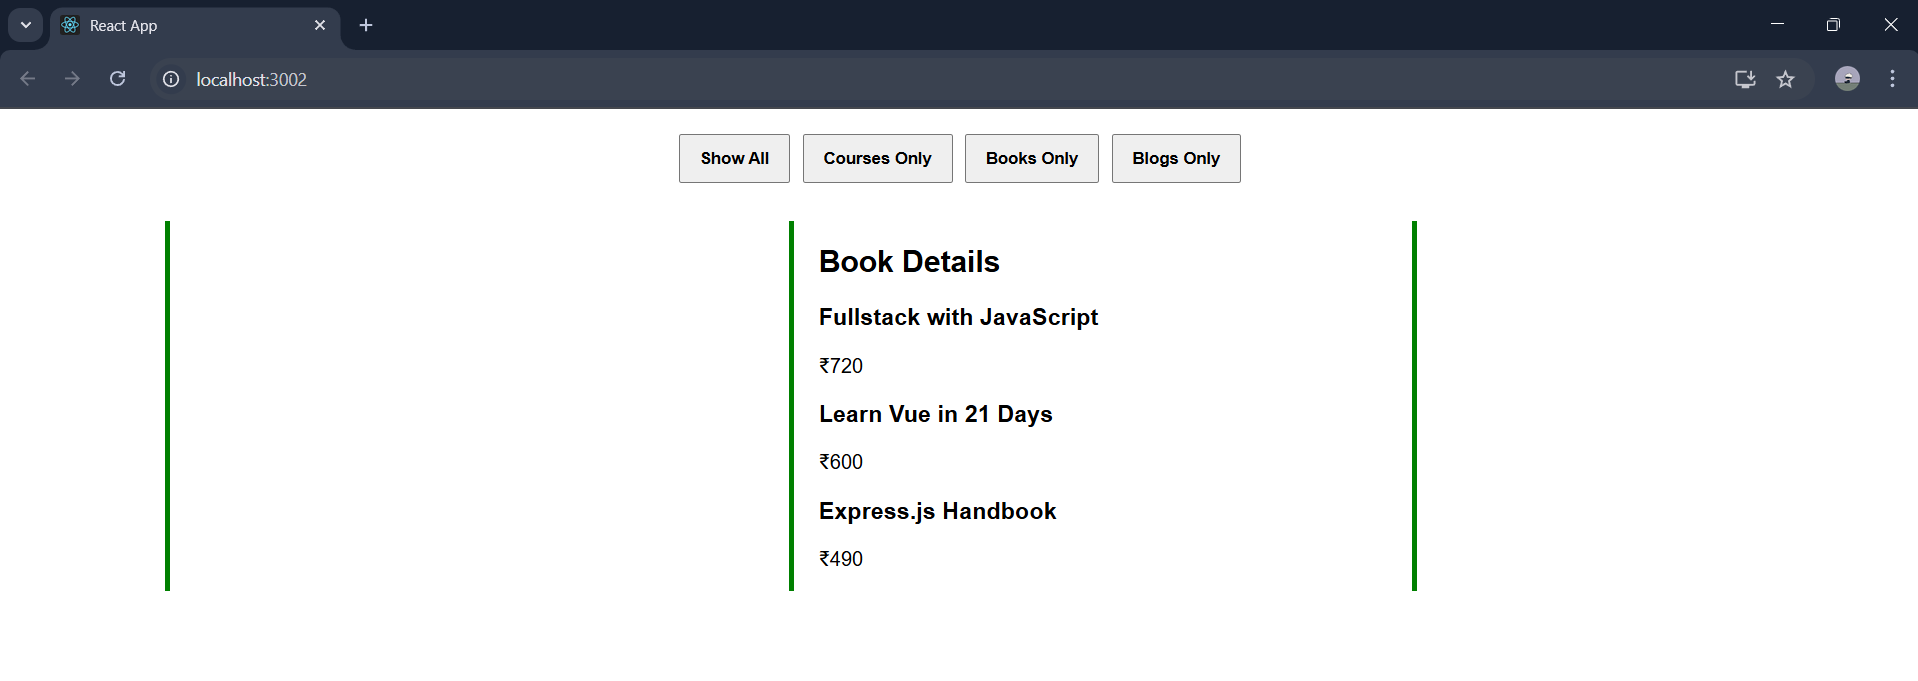 React App
localhost:3002
Show All
Courses Only
Books Only
Blogs Only
Book Details
Fullstack with JavaScript
₹720
Learn Vue in 21 Days
₹600
Express.js Handbook
₹490